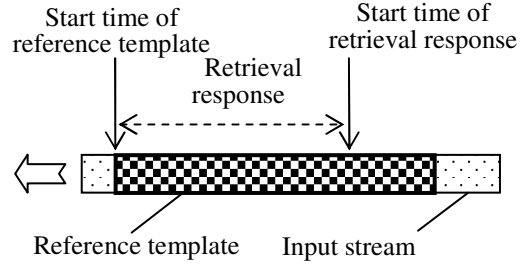 Start time of
reference template
Start time of
retrieval response
Retrieval
response
Reference template
Input stream